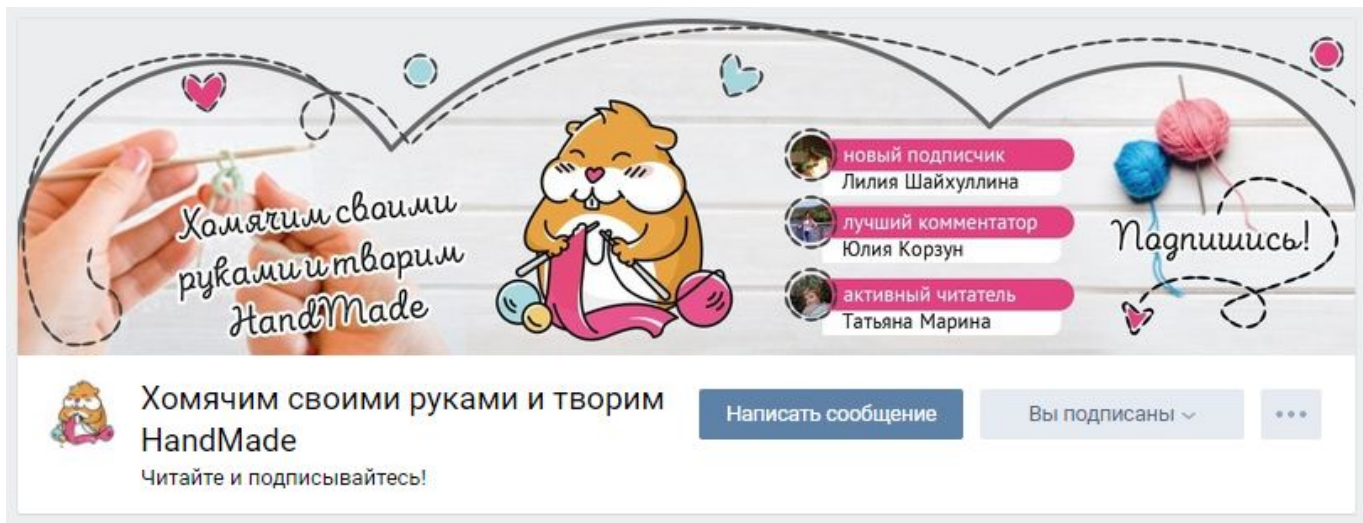 Хомячим своими
руками и творим
HandMade
новый подписчик
Лилия Шайхуллина
лучший комментатор
Юлия Корзун
активный читатель
Татьяна Марина
Подпишись!
Хомячим своими руками и творим
HandMade
Читайте и подписывайтесь!
Написать сообщение
Вы подписаны